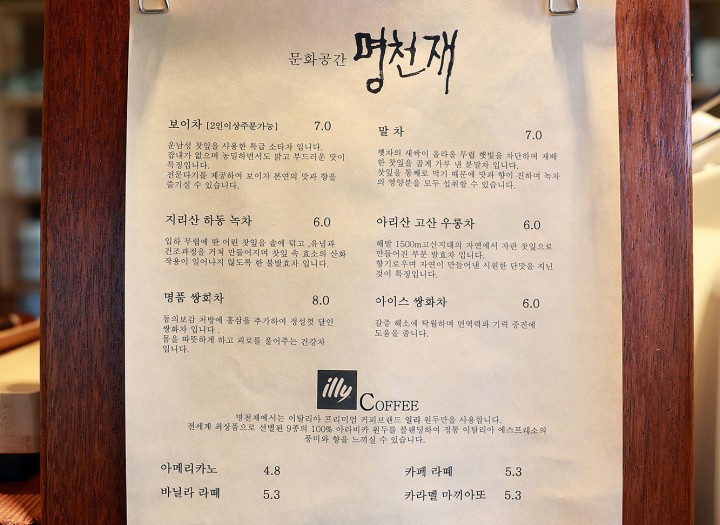 문화공간 명천재
보이차 [2인이상주문가능] 7.0
운남성 찻잎을 사용한 특급 소타차 입니다.
잡내가 없으며 농밀하면서도 맑고 부드러운 맛이
특징입니다.
전문다기를 제공하여 보이차 본연의 맛과 향을
즐기실 수 있습니다.
말 차 7.0
햇차의 새싹이 올라올 무렵 햇빛을 차단하여 재배
한 찻잎을 곱게 가루 낸 분말차 입니다.
찻잎을 통째로 먹기 때문에 맛과 향이 진하며 녹차
의 영양분을 모두 섭취할 수 있습니다.
지리산 하동 녹차 6.0
입하 무렵에 딴 어린 찻잎을 솥에 덖고 ,유념과
건조과정을 거쳐 만들어지며 찻잎 속 효소의 산화
작용이 일어나지 않도록 한 불발효차 입니다.
아리산 고산 우롱차 6.0
해발 1500m고산지대의 자연에서 자란 찻잎으로
만들어진 부분 발효차 입니다.
향기로우며 자연이 만들어낸 시원한 단맛을 지닌
것이 특징입니다.
명품 쌍화차 8.0
동의보감 처방에 홍삼을 추가하여 정성껏 달인
쌍화차 입니다 .
몸을 따뜻하게 하고 피로를 풀어주는 건강차
입니다.
아이스 쌍화차 6.0
갈증 해소에 탁월하며 면역력과 기력 증진에
도움을 줍니다.
illy COFFEE
명천재에서는 이탈리아 프리미엄 커피브랜드 일리 원두만을 사용합니다.
전세계 최상품으로 선별된 9종의 100% 아라비카 원두를 블랜딩하여 정통 이탈리아 에스프레소의
풍미와 향을 느끼실 수 있습니다.
아메리카노 4.8
카페 라떼 5.3
바닐라 라떼 5.3
카라멜 마끼아또 5.3